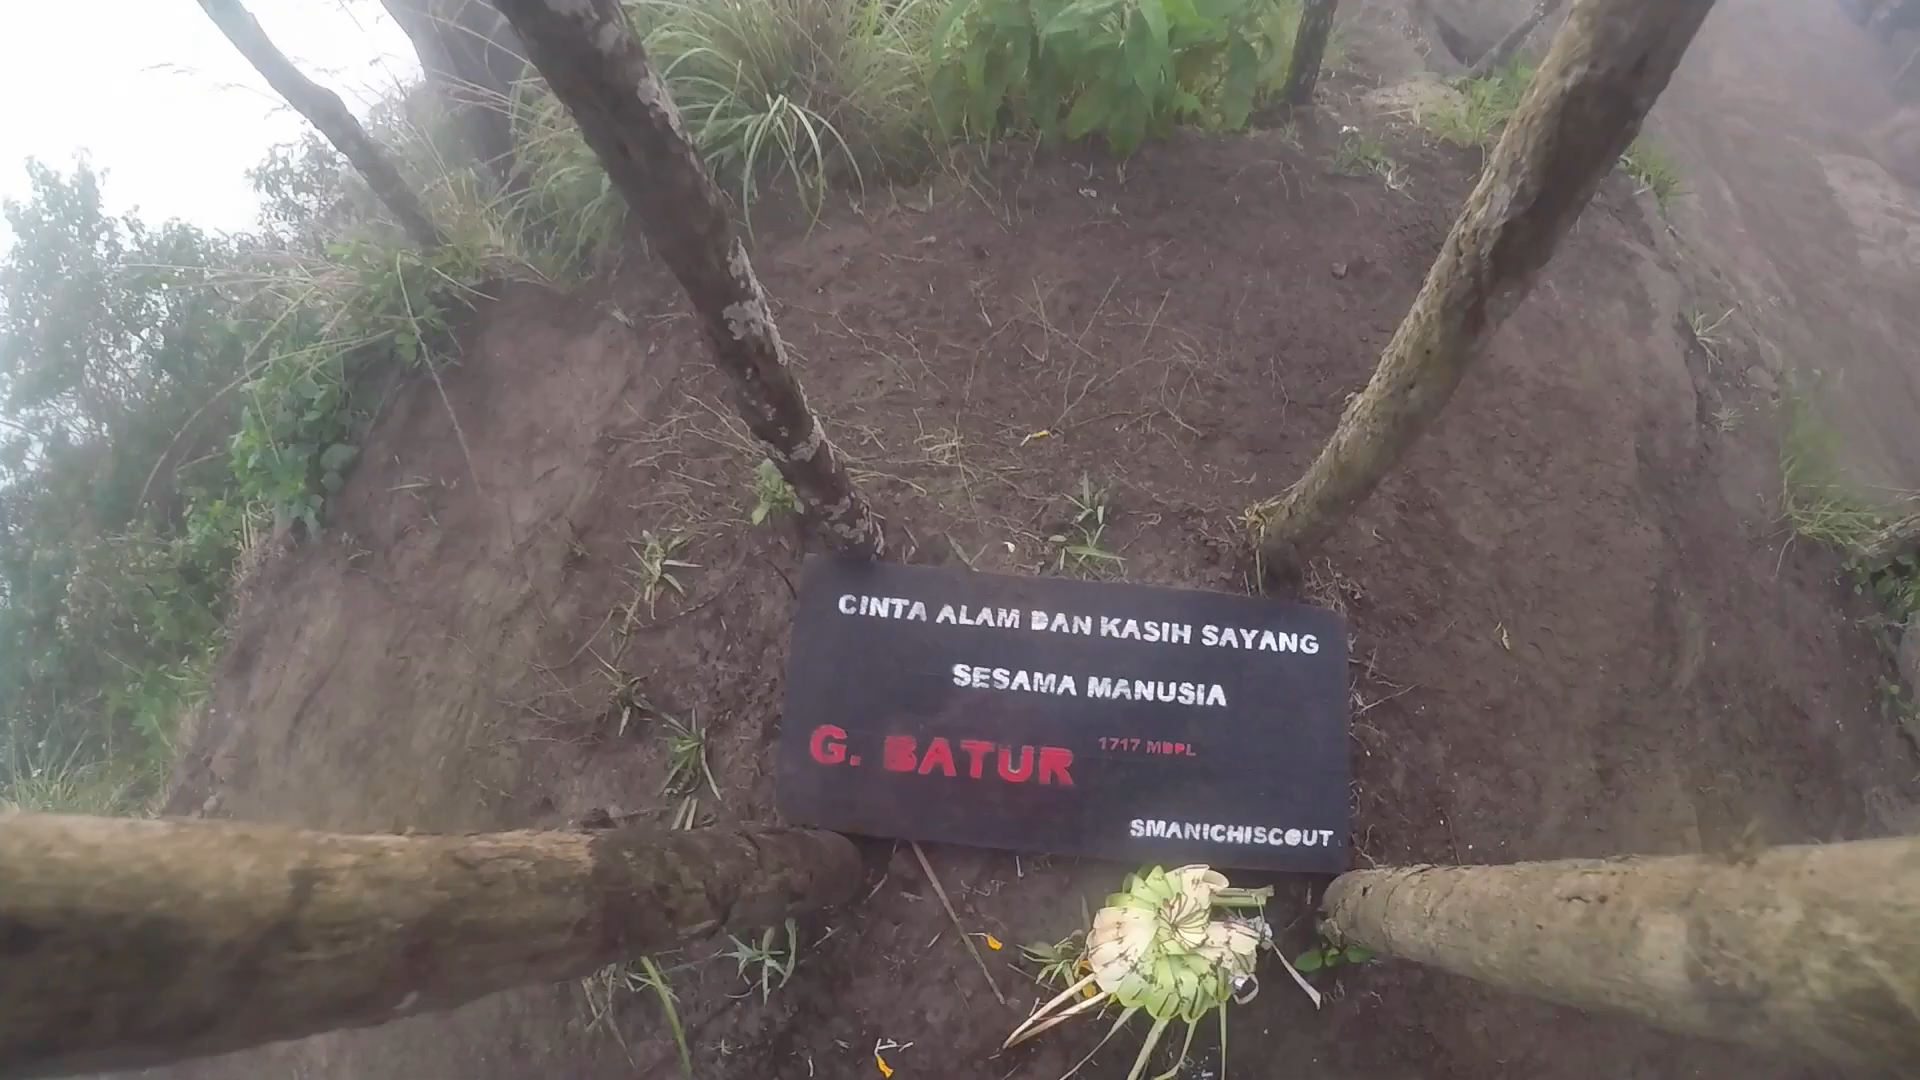 CINTA ALAM DAN KASIH SAYANG
SESAMA MANUSIA
G. BATUR 1717 MDPL
SMANICHISCOUT